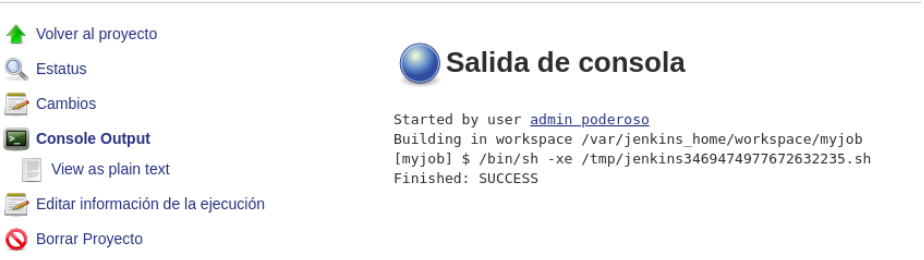 Volver al proyecto
Estatus
Cambios
Console Output
View as plain text
Editar información de la ejecución
Borrar Proyecto
Salida de consola
Started by user admin poderoso
Building in workspace /var/jenkins_home/workspace/myjob
[myjob] $ /bin/sh -xe /tmp/jenkins3469474977672632235.sh
Finished: SUCCESS